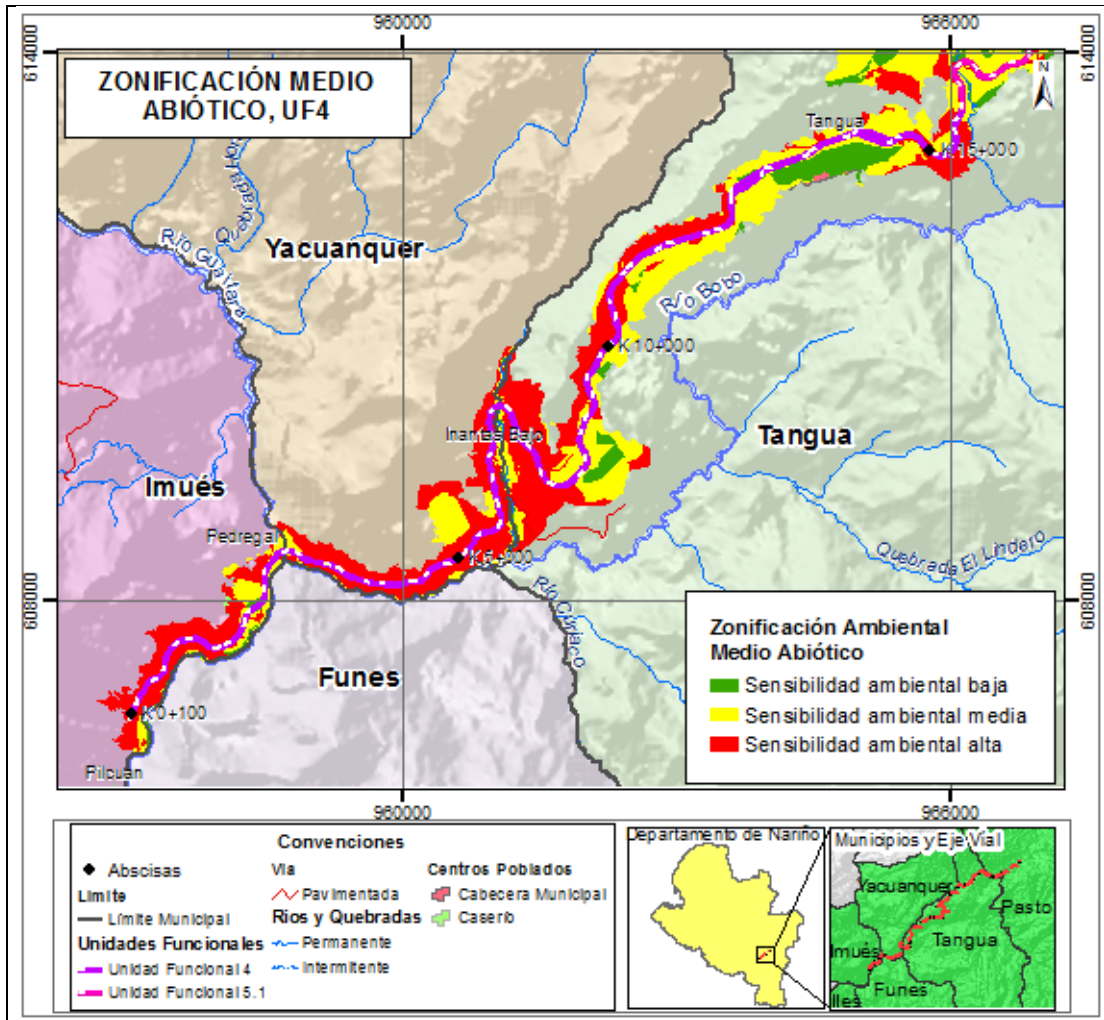 960000
966000
614000
614000
ZONIFICACIÓN MEDIO
ABIÓTICO, UF4
N
Tangua
K15+000
Quebrada Honda
Río Guáitara
Yacuanquer
Río Bobo
K10+000
Inantas Bajo
Tangua
Imués
Pedregal
K5+000
Quebrada El Lindero
Río Curiaco
608000
608000
Funes
K0+100
Pilcuan
Zonificación Ambiental
Medio Abiótico
Sensibilidad ambiental baja
Sensibilidad ambiental media
Sensibilidad ambiental alta
960000
966000
Convenciones
Abscisas
Límite
Límite Municipal
Unidades Funcionales
Unidad Funcional 4
Unidad Funcional 5.1
Vía
Pavimentada
Ríos y Quebradas
Permanente
Intermitente
Centros Poblados
Cabecera Municipal
Caserío
Departamento de Nariño
Municipios y Eje Vial
Yacuanquer
Pasto
Tangua
Imués
Funes
Iles